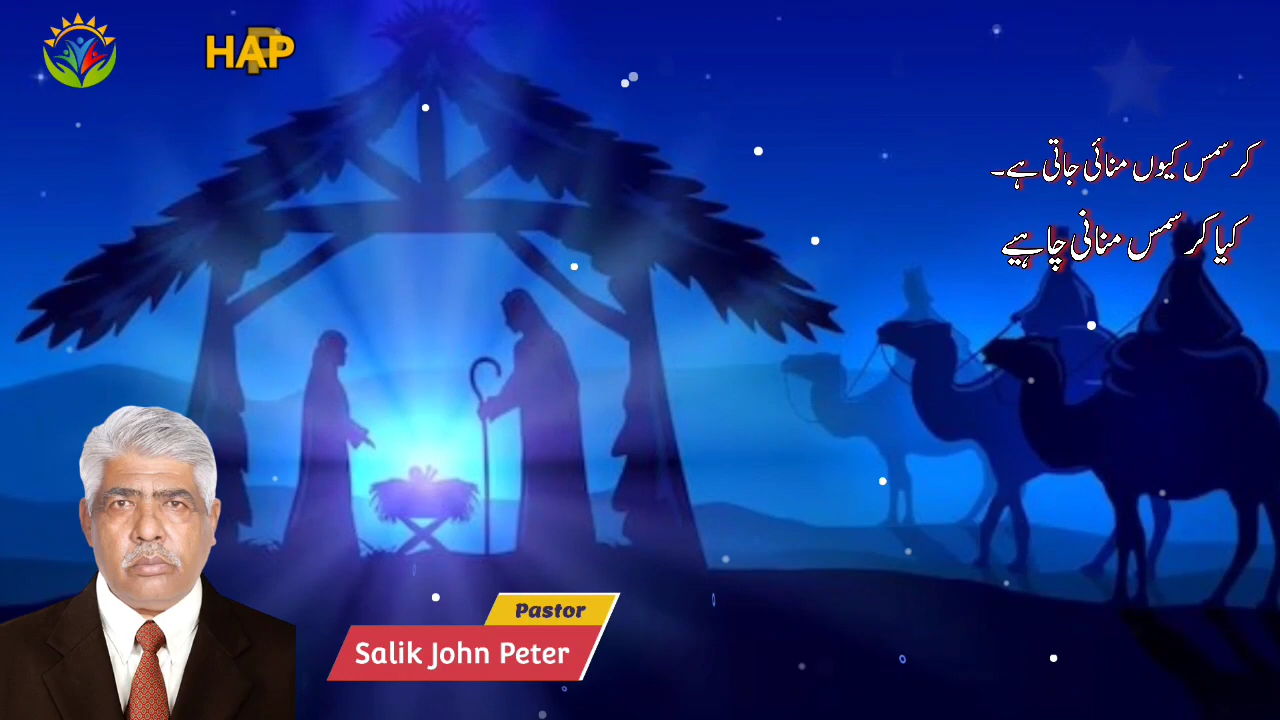 HAP
کرسمس کیوں منائی جاتی ہے۔
کیا کرسمس منانی چاہیے
Pastor
Salik John Peter